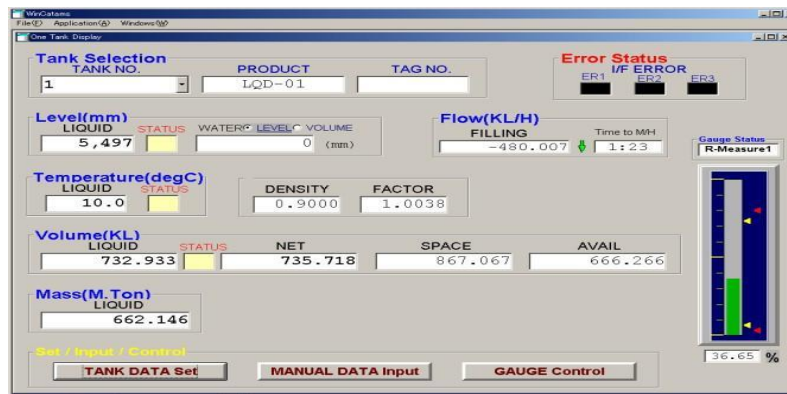 WinCatams
File(F) Application(A) Windows(W)
One Tank Display
Tank Selection
TANK NO. PRODUCT TAG NO.
1 LQD-01
Error Status
I/F ERROR
ER1 ER2 ER3
Level(mm)
LIQUID STATUS WATER LEVEL VOLUME
5,497 0 (mm)
Flow(KL/H)
FILLING Time to M/H
-480.007 1:23
Gauge Status
R-Measure1
Temperature(degC)
LIQUID STATUS DENSITY FACTOR
10.0 0.9000 1.0038
Volume(KL)
LIQUID STATUS NET SPACE AVAIL
732.933 735.718 867.067 666.266
Mass(M.Ton)
LIQUID
662.146
36.65 %
Set / Input / Control
TANK DATA Set MANUAL DATA Input GAUGE Control